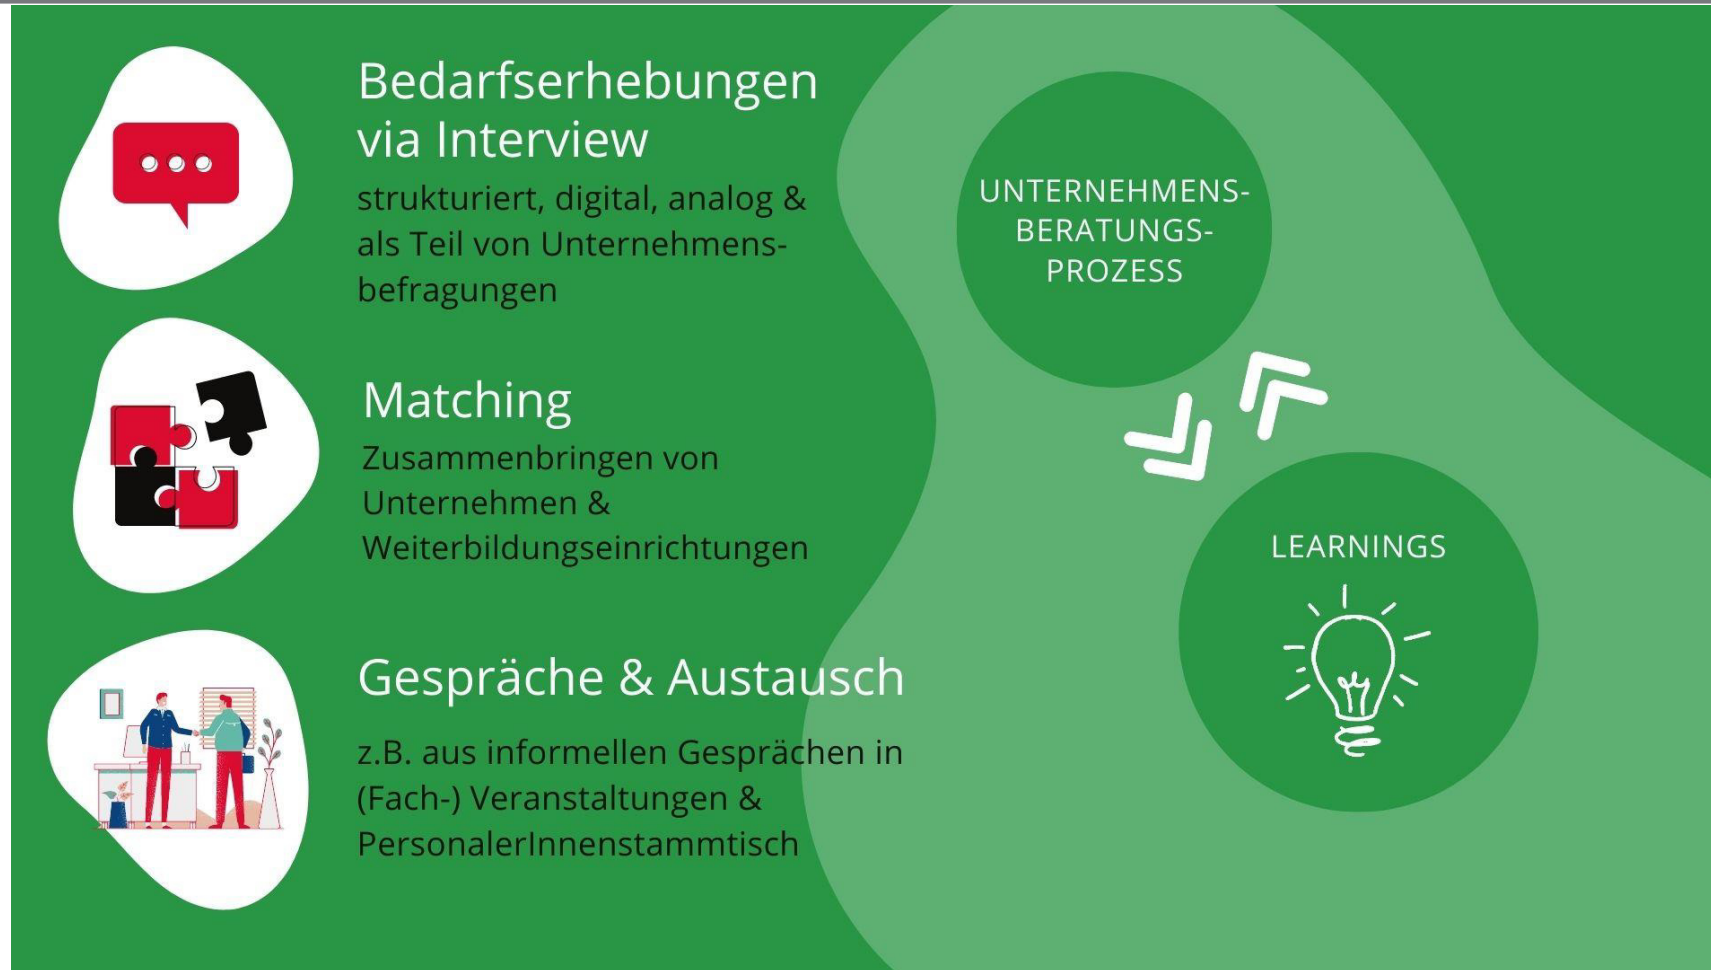 Bedarfserhebungen
via Interview
strukturiert, digital, analog &
als Teil von Unternehmens-
befragungen
Matching
Zusammenbringen von
Unternehmen &
Weiterbildungseinrichtungen
Gespräche & Austausch
z.B. aus informellen Gesprächen in
(Fach-) Veranstaltungen &
PersonalerInnenstammtisch
UNTERNEHMENS-
BERATUNGS-
PROZESS
LEARNINGS